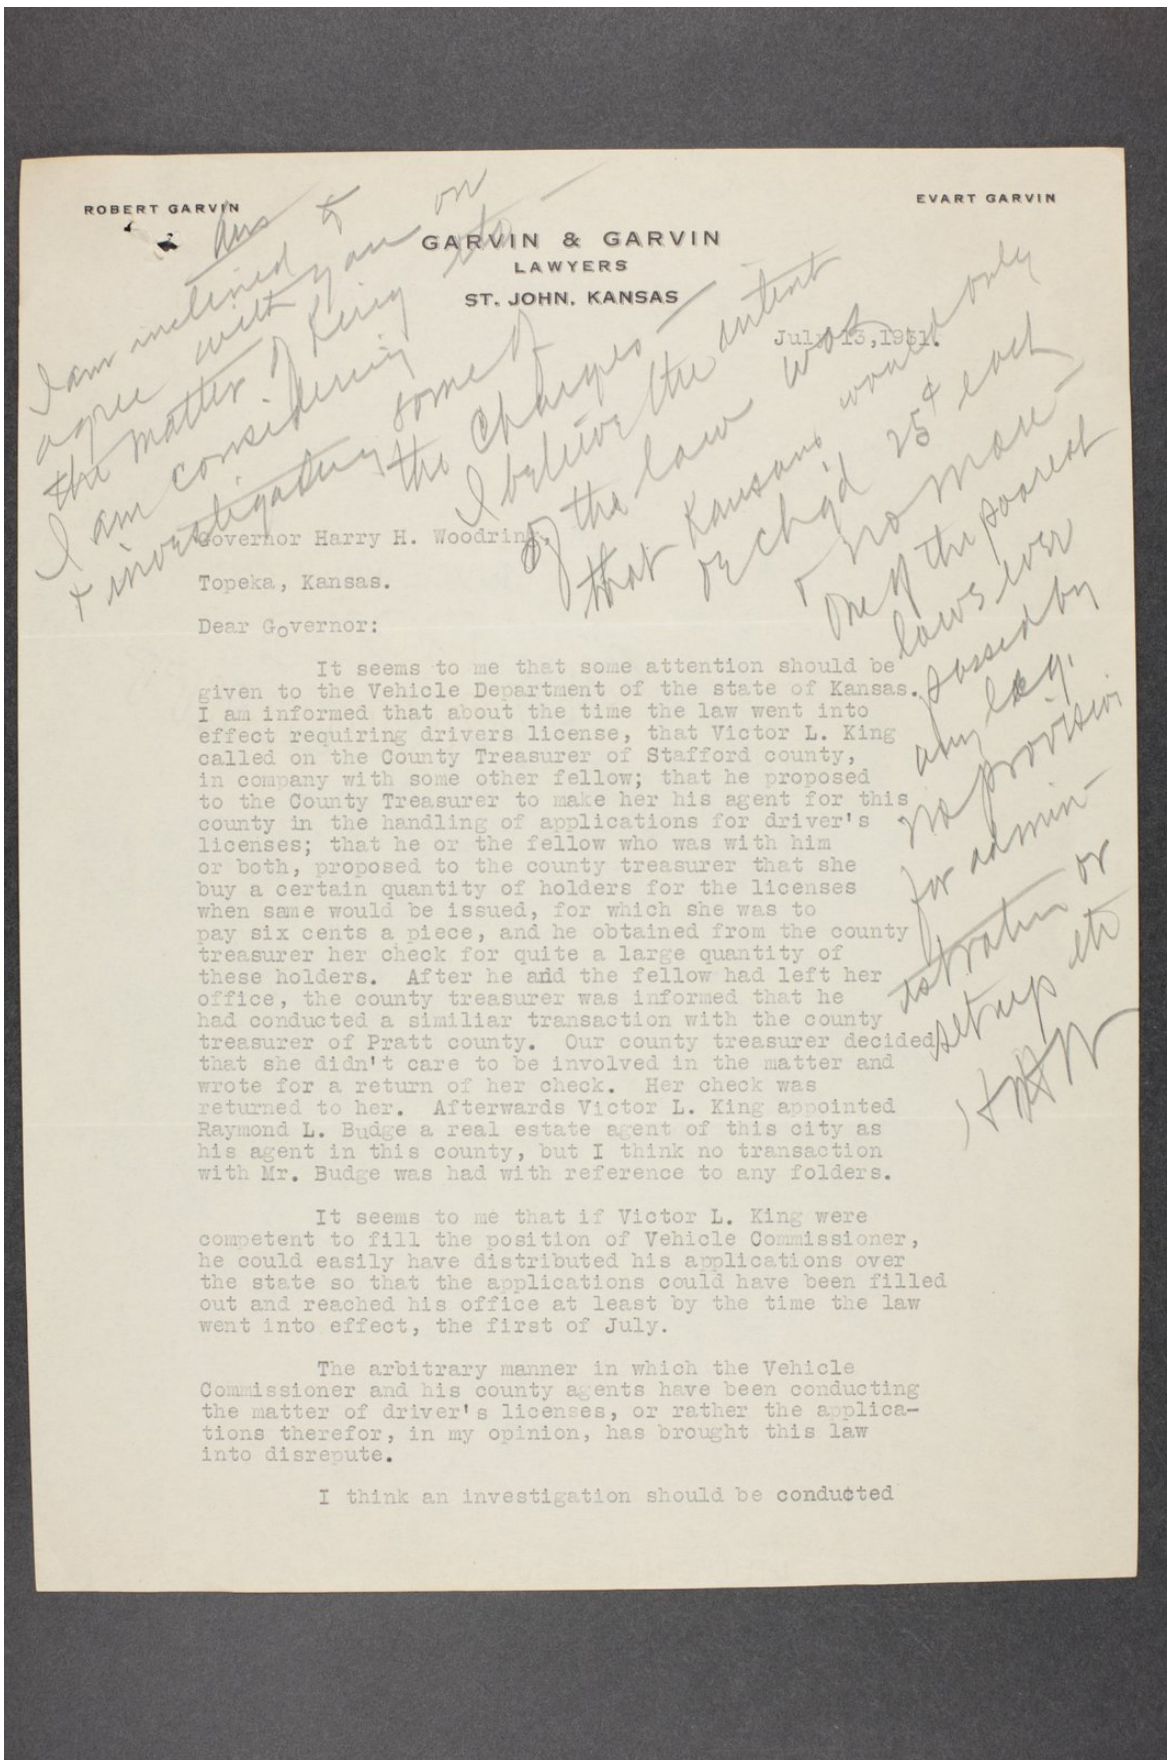 ROBERT GARVIN
EVART GARVIN
GARVIN & GARVIN
LAWYERS
ST. JOHN, KANSAS
July 13, 1931.
Ans
I am inclined to
agree with you on
the matter of King etc —
I am considering
& investigating some of
the charges —
I believe the intent
of the law was
that Kansans would only
be chg'd 25¢ each
& no more —
One of the poorest
laws ever
passed by
any leg.
no provision
for admin-
istration or
set up etc
HHW
Governor Harry H. Woodring,
Topeka, Kansas.
Dear Governor:
It seems to me that some attention should be
given to the Vehicle Department of the state of Kansas.
I am informed that about the time the law went into
effect requiring drivers license, that Victor L. King
called on the County Treasurer of Stafford county,
in company with some other fellow; that he proposed
to the County Treasurer to make her his agent for this
county in the handling of applications for driver's
licenses; that he or the fellow who was with him
or both, proposed to the county treasurer that she
buy a certain quantity of holders for the licenses
when same would be issued, for which she was to
pay six cents a piece, and he obtained from the county
treasurer her check for quite a large quantity of
these holders. After he and the fellow had left her
office, the county treasurer was informed that he
had conducted a similiar transaction with the county
treasurer of Pratt county. Our county treasurer decided
that she didn't care to be involved in the matter and
wrote for a return of her check. Her check was
returned to her. Afterwards Victor L. King appointed
Raymond L. Budge a real estate agent of this city as
his agent in this county, but I think no transaction
with Mr. Budge was had with reference to any folders.
It seems to me that if Victor L. King were
competent to fill the position of Vehicle Commissioner,
he could easily have distributed his applications over
the state so that the applications could have been filled
out and reached his office at least by the time the law
went into effect, the first of July.
The arbitrary manner in which the Vehicle
Commissioner and his county agents have been conducting
the matter of driver's licenses, or rather the applica-
tions therefor, in my opinion, has brought this law
into disrepute.
I think an investigation should be conducted